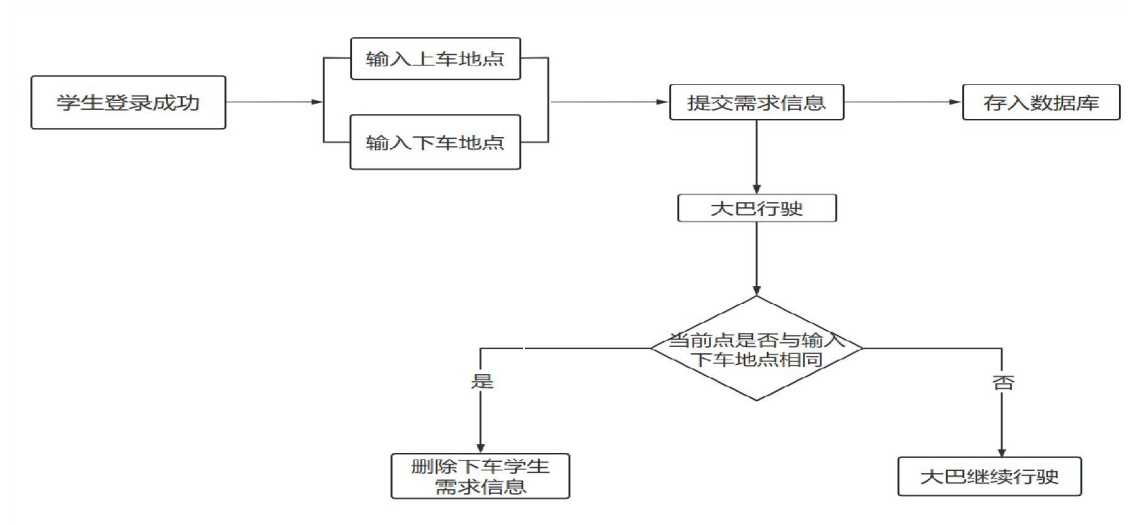 学生登录成功
输入上车地点
输入下车地点
提交需求信息
存入数据库
大巴行驶
当前点是否与输入
下车地点相同
是
否
删除下车学生
需求信息
大巴继续行驶